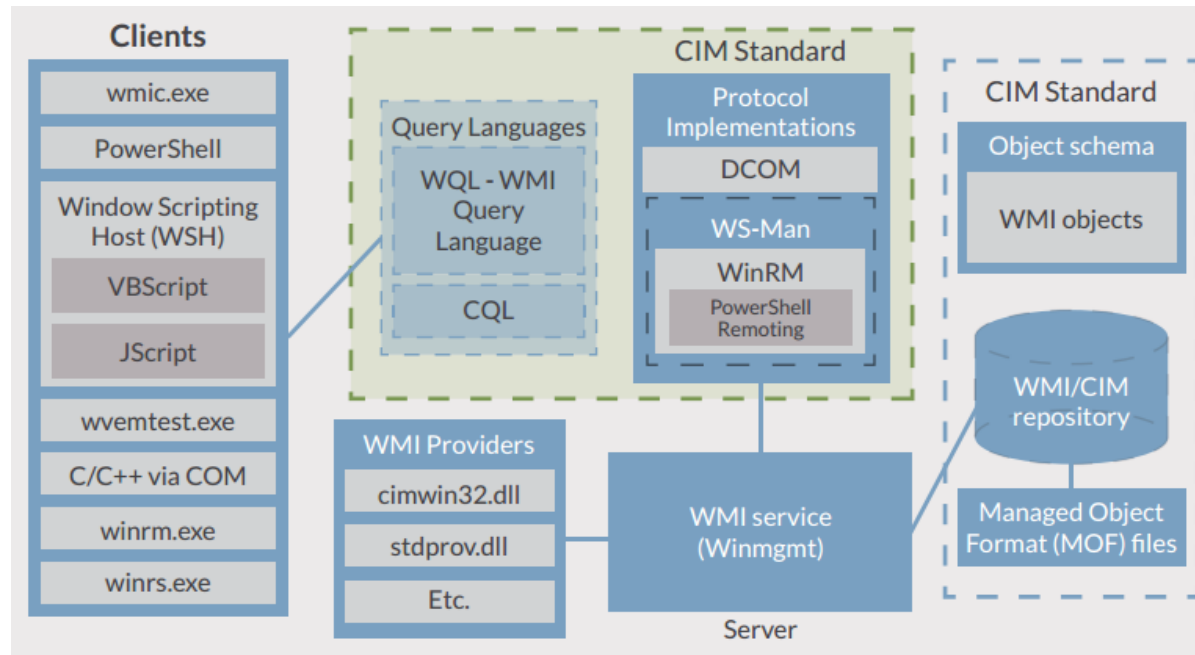 Clients
wmic.exe
PowerShell
Window Scripting
Host (WSH)
VBScript
JScript
wvemtest.exe
C/C++ via COM
winrm.exe
winrs.exe
CIM Standard
Query Languages
WQL - WMI
Query
Language
CQL
Protocol
Implementations
DCOM
WS-Man
WinRM
PowerShell
Remoting
WMI Providers
cimwin32.dll
stdprov.dll
Etc.
WMI service
(Winmgmt)
Server
CIM Standard
Object schema
WMI objects
WMI/CIM
repository
Managed Object
Format (MOF) files